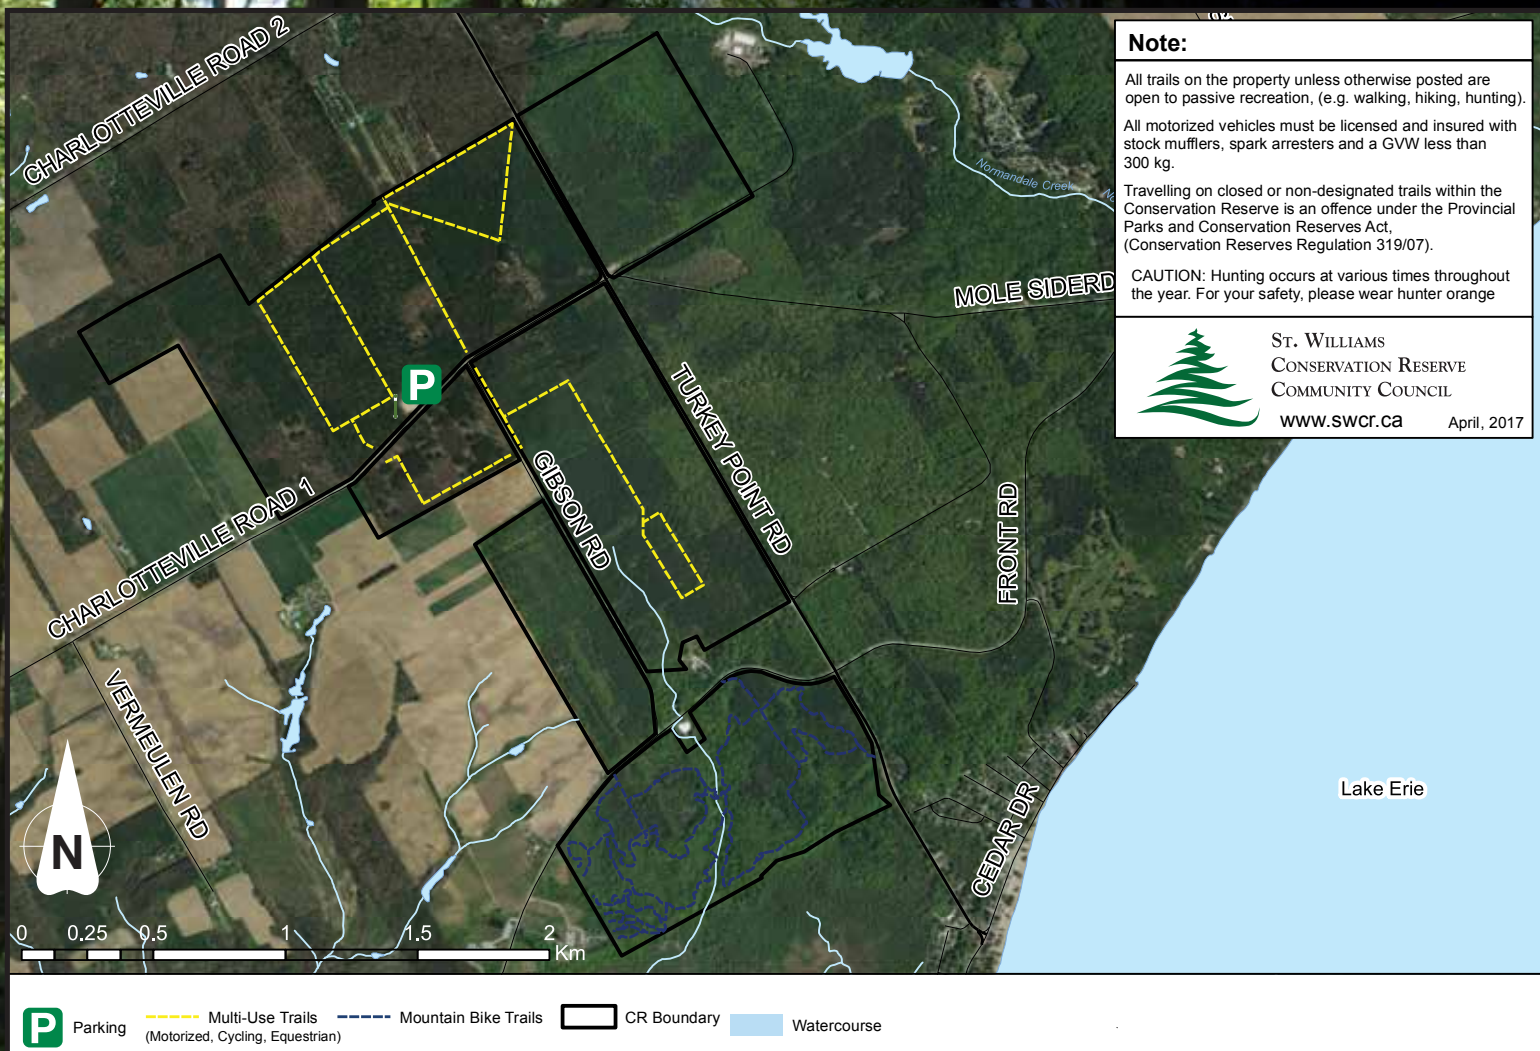 CHARLOTTEVILLE ROAD 2
Note:
All trails on the property unless otherwise posted are
open to passive recreation, (e.g. walking, hiking, hunting).
All motorized vehicles must be licensed and insured with
stock mufflers, spark arresters and a GVW less than
300 kg.
Travelling on closed or non-designated trails within the
Conservation Reserve is an offence under the Provincial
Parks and Conservation Reserves Act,
(Conservation Reserves Regulation 319/07).
CAUTION: Hunting occurs at various times throughout
the year. For your safety, please wear hunter orange
ST. WILLIAMS
CONSERVATION RESERVE
COMMUNITY COUNCIL
www.swcr.ca April, 2017
Normandale Creek
MOLE SIDERD
P
TURKEY POINT RD
GIBSON RD
FRONT RD
CHARLOTTEVILLE ROAD 1
VERMEULEN RD
CEDAR DR
Lake Erie
N
0 0.25 0.5 1 1.5 2
Km
P Parking
Multi-Use Trails
(Motorized, Cycling, Equestrian)
Mountain Bike Trails
CR Boundary
Watercourse